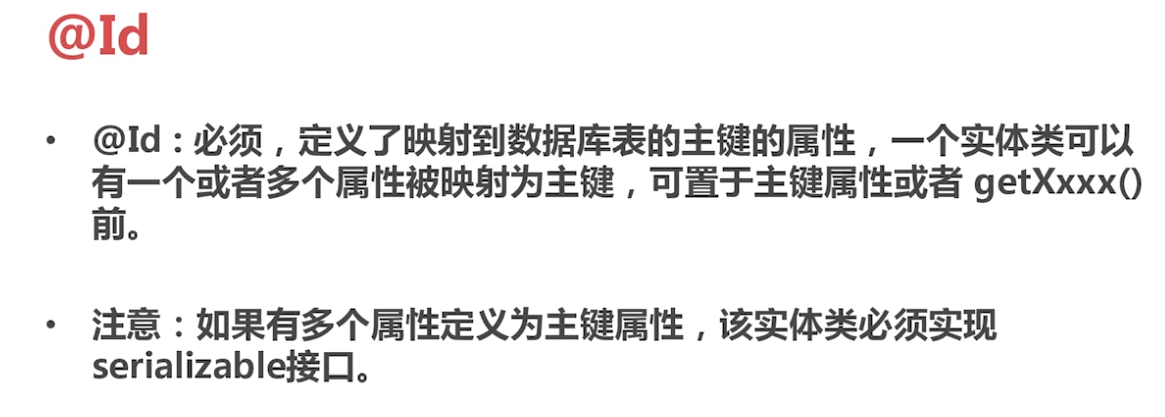 @Id
• @Id：必须，定义了映射到数据库表的主键的属性，一个实体类可以
有一个或者多个属性被映射为主键，可置于主键属性或者 getXxxx()
前。
• 注意：如果有多个属性定义为主键属性，该实体类必须实现
serializable接口。